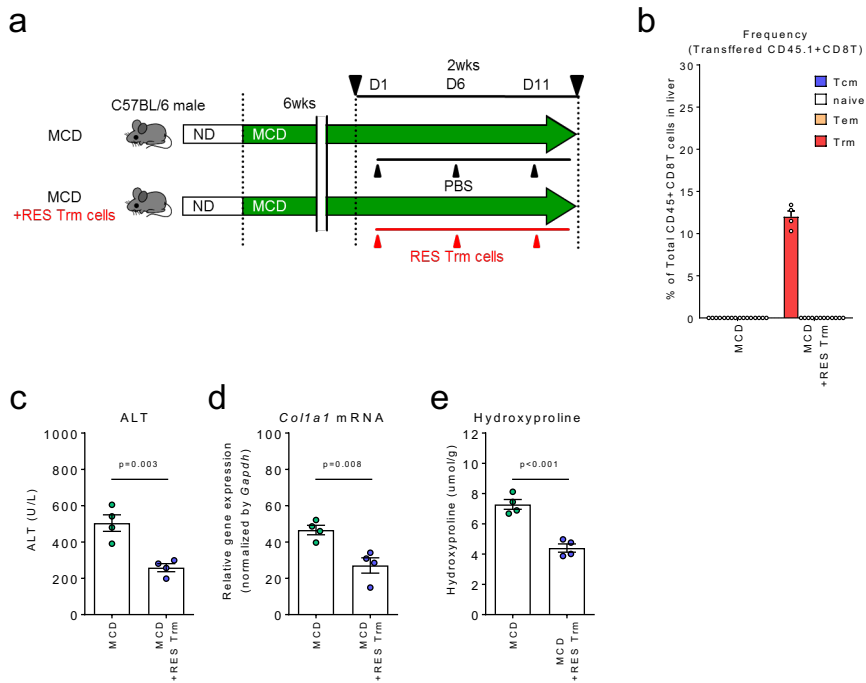 a
2wks
D1 D6 D11
C57BL/6 male
6wks
MCD
ND
MCD
PBS
MCD
+RES Trm cells
ND
MCD
RES Trm cells
b
Frequency
(Transffered CD45.1+CD8T)
% of Total CD45+CD8T cells in liver
30
25
20
15
10
5
0
Tcm
naive
Tem
Trm
MCD
MCD
+RES Trm
c
ALT
ALT (U/L)
1000
800
600
400
200
0
p=0.003
MCD
MCD
+RES Trm
d
Col1a1 mRNA
Relative gene expression
(normalized by Gapdh)
100
80
60
40
20
0
p=0.008
MCD
MCD
+RES Trm
e
Hydroxyproline
Hydroxyproline (umol/g)
12
10
8
6
4
2
0
p<0.001
MCD
MCD
+RES Trm